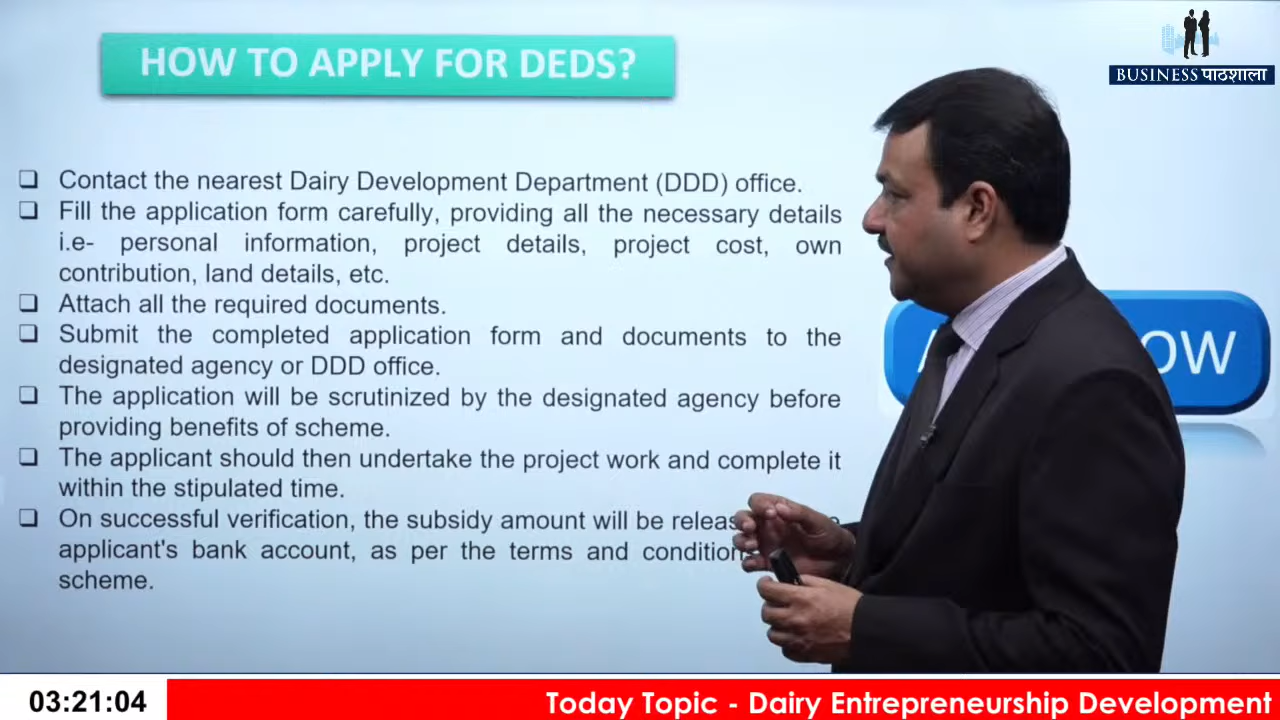 BUSINESS पाठशाला
HOW TO APPLY FOR DEDS?
❑ Contact the nearest Dairy Development Department (DDD) office.
❑ Fill the application form carefully, providing all the necessary details
i.e- personal information, project details, project cost, own
contribution, land details, etc.
❑ Attach all the required documents.
❑ Submit the completed application form and documents to the
designated agency or DDD office.
❑ The application will be scrutinized by the designated agency before
providing benefits of scheme.
❑ The applicant should then undertake the project work and complete it
within the stipulated time.
❑ On successful verification, the subsidy amount will be
applicant's bank account, as per the terms and
scheme.
03:21:04
Today Topic - Dairy Entrepreneurship Development